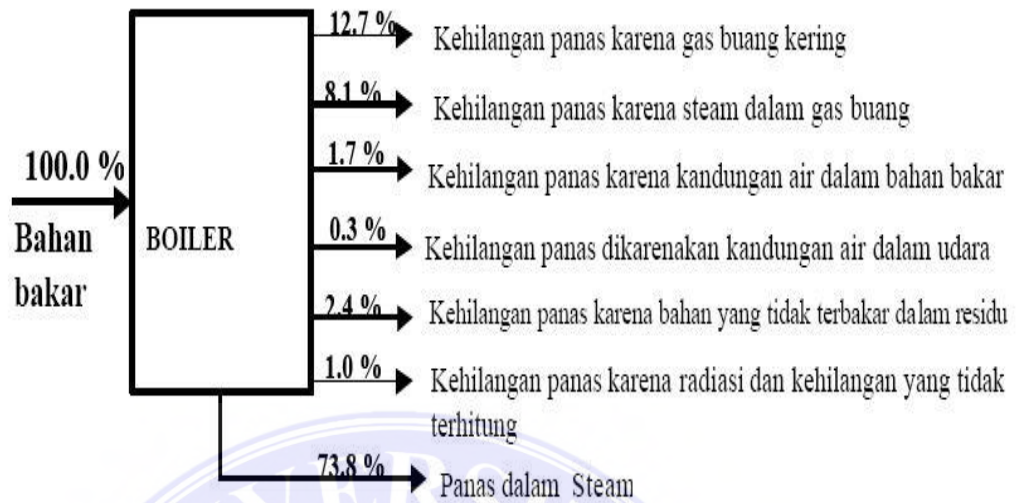 12.7 % Kehilangan panas karena gas buang kering
8.1 % Kehilangan panas karena steam dalam gas buang
100.0 %
1.7 % Kehilangan panas karena kandungan air dalam bahan bakar
Bahan
bakar
BOILER
0.3 % Kehilangan panas dikarenakan kandungan air dalam udara
2.4 % Kehilangan panas karena bahan yang tidak terbakar dalam residu
1.0 % Kehilangan panas karena radiasi dan kehilangan yang tidak
terhitung
73.8 % Panas dalam Steam
VERS